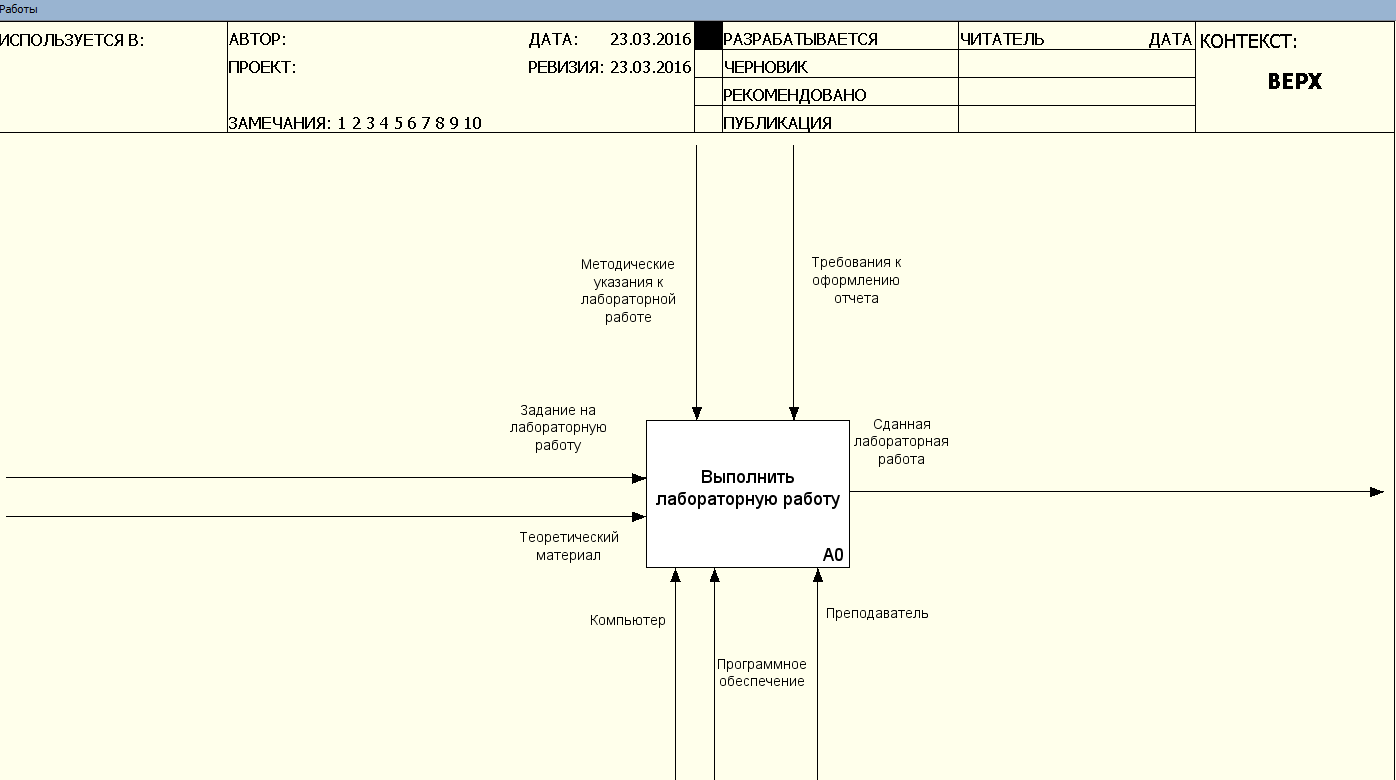 Работы
ИСПОЛЬЗУЕТСЯ В:
АВТОР:
ДАТА: 23.03.2016
РАЗРАБАТЫВАЕТСЯ
ЧИТАТЕЛЬ
ДАТА
КОНТЕКСТ:
ПРОЕКТ:
РЕВИЗИЯ: 23.03.2016
ЧЕРНОВИК
ВЕРХ
РЕКОМЕНДОВАНО
ЗАМЕЧАНИЯ: 1 2 3 4 5 6 7 8 9 10
ПУБЛИКАЦИЯ
Методические
указания к
лабораторной
работе
Требования к
оформлению
отчета
Задание на
лабораторную
работу
Сданная
лабораторная
работа
Выполнить
лабораторную работу
A0
Теоретический
материал
Компьютер
Преподаватель
Программное
обеспечение